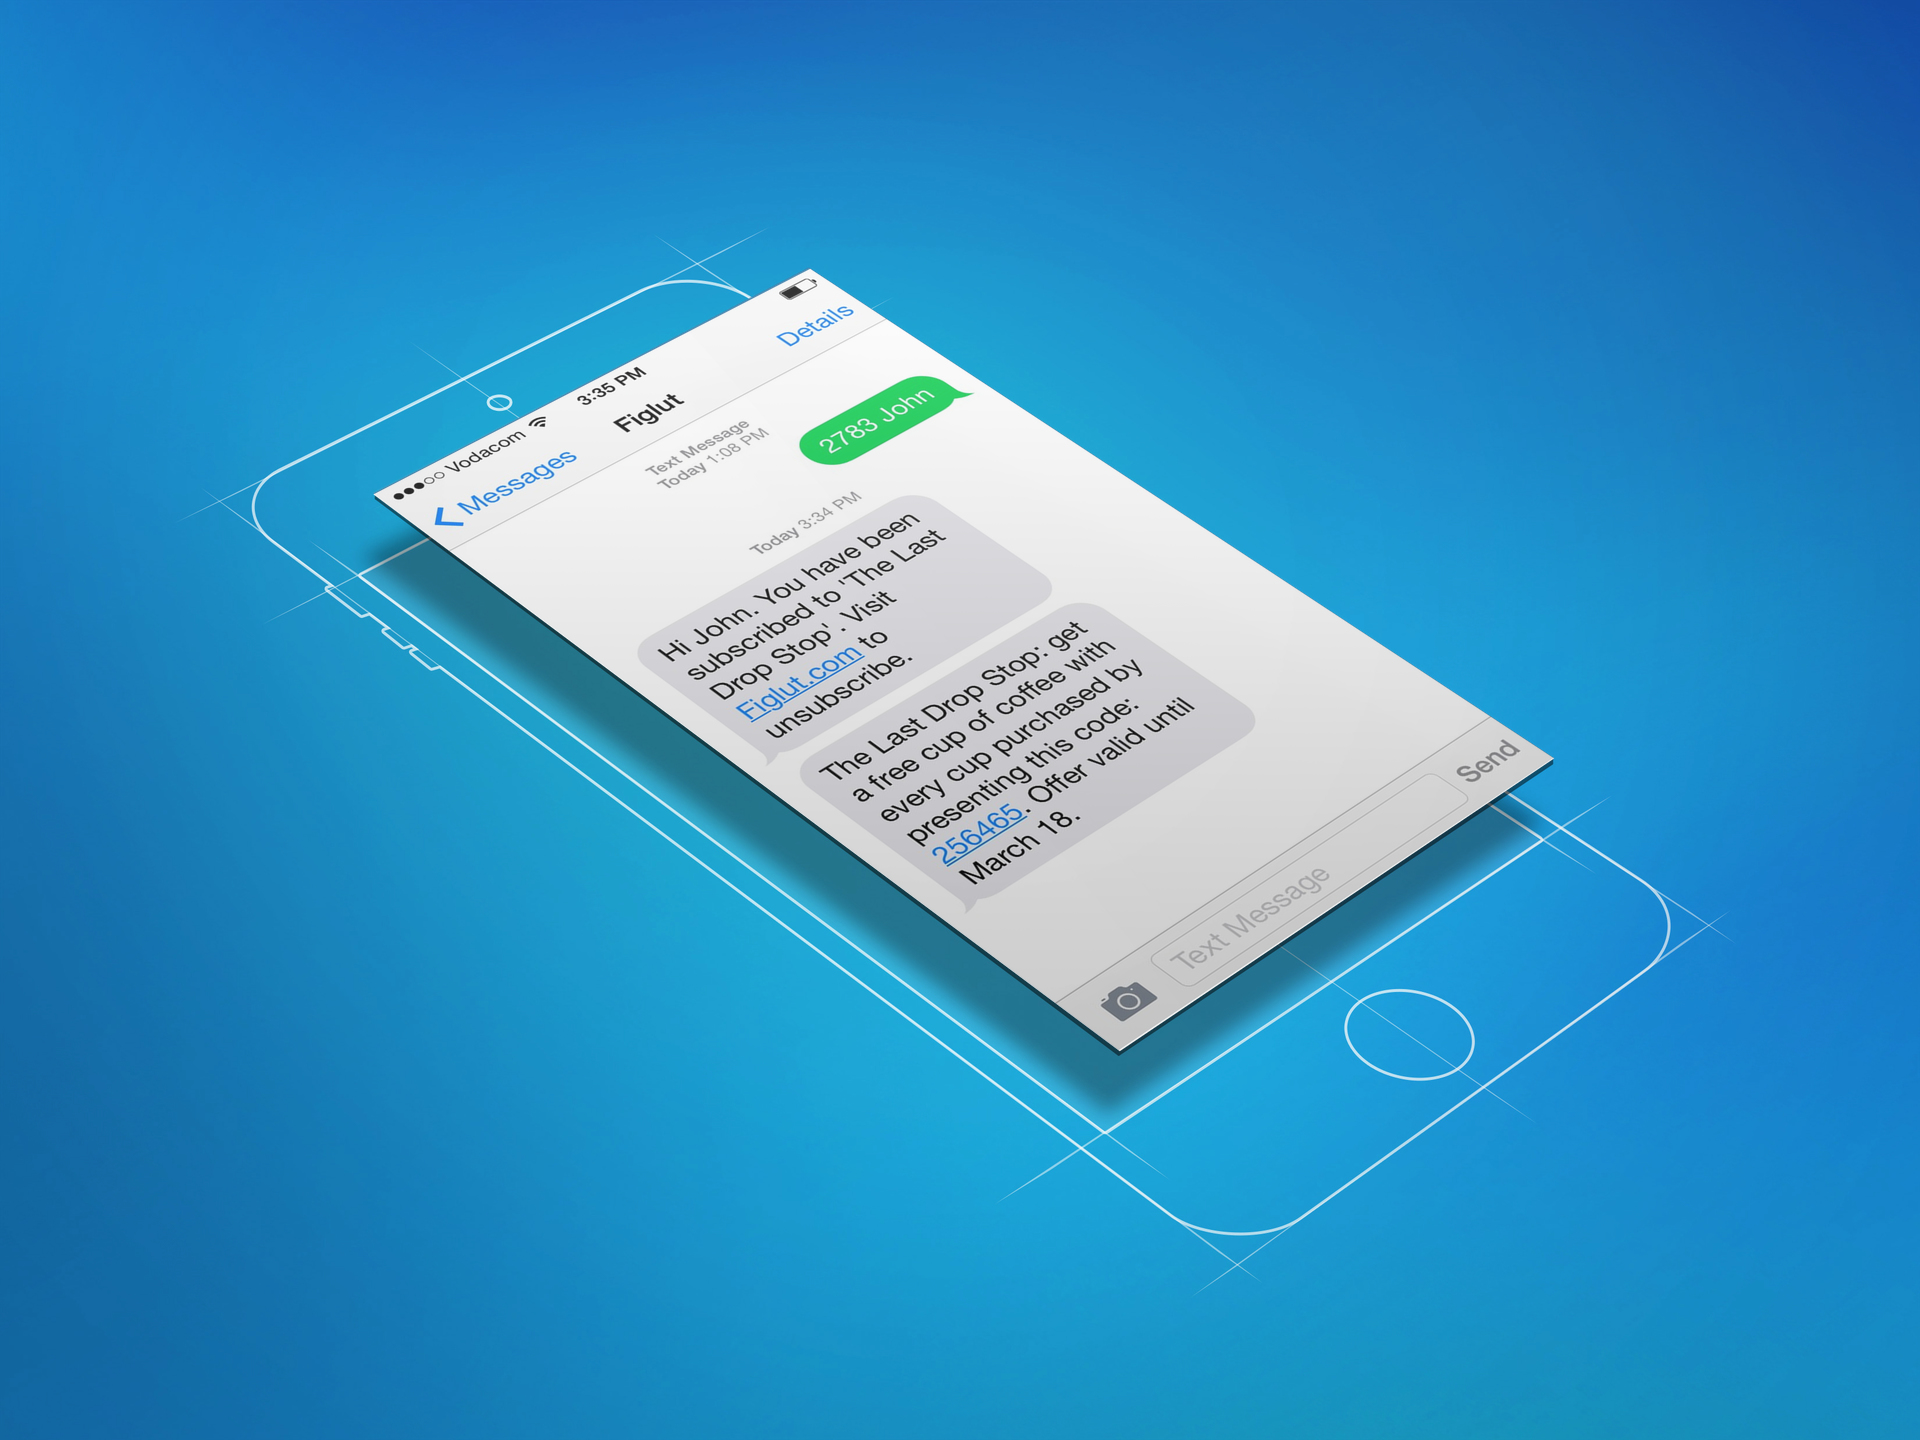 Vodacom 3:35 PM
Messages Figlut Details
Text Message
Today 1:08 PM
2783 John
Today 3:34 PM
Hi John. You have been
subscribed to 'The Last
Drop Stop'. Visit
Figlut.com to
unsubscribe.
The Last Drop Stop: get
a free cup of coffee with
every cup purchased by
presenting this code:
256465. Offer valid until
March 18.
Text Message Send